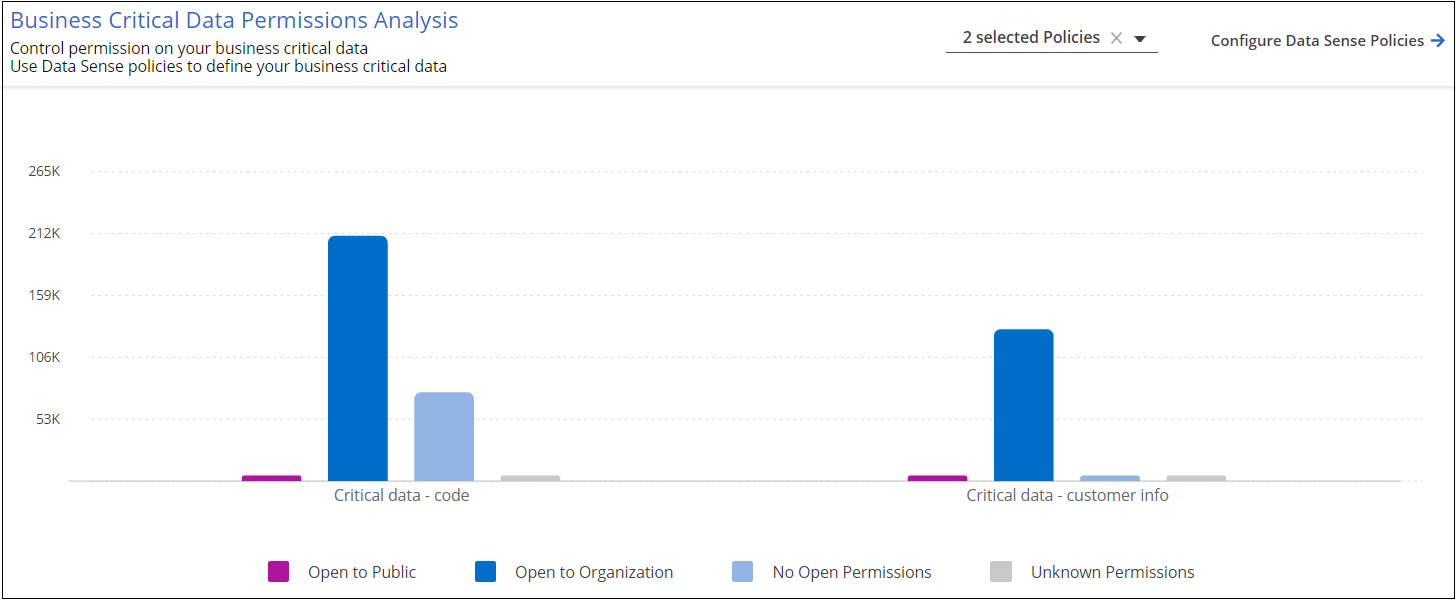 Business Critical Data Permissions Analysis
Control permission on your business critical data
Use Data Sense policies to define your business critical data
2 selected Policies
Configure Data Sense Policies
265K
212K
159K
106K
53K
Critical data - code
Critical data - customer info
Open to Public
Open to Organization
No Open Permissions
Unknown Permissions